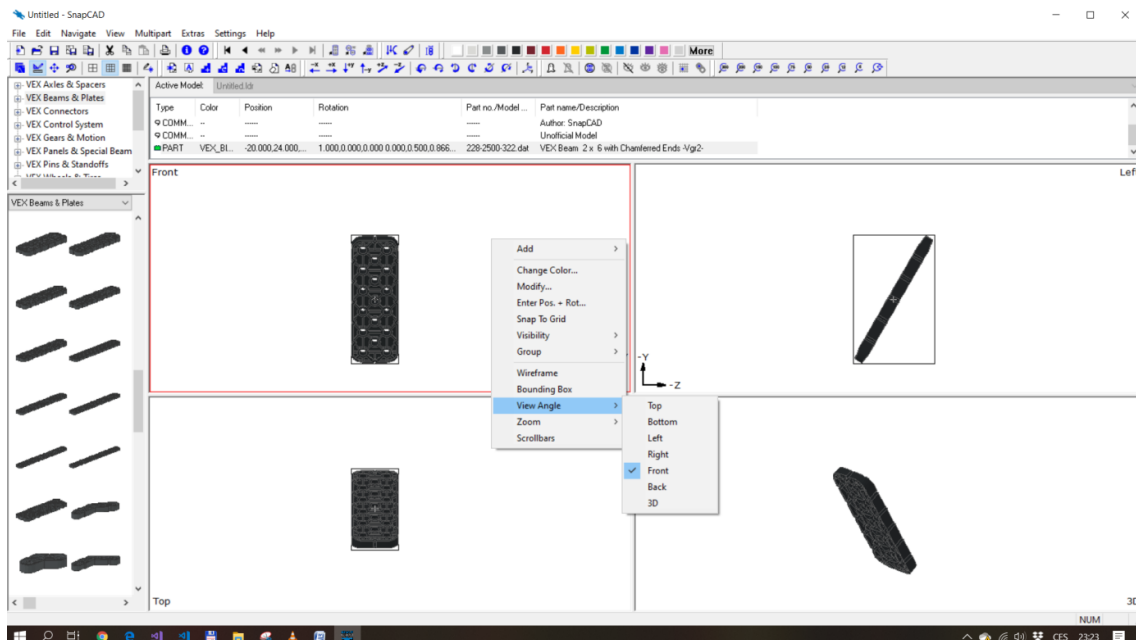 Untitled - SnapCAD
File Edit Navigate View Multipart Extras Settings Help
More
VEX Axles & Spacers
VEX Beams & Plates
VEX Connectors
VEX Control System
VEX Gears & Motion
VEX Panels & Special Beam
VEX Pins & Standoffs
Active Model: Untitled.ldr
Type Color Position Rotation Part no./Model ... Part name/Description
COMM... -- ------ ------ ------ Author: SnapCAD
COMM... -- ------ ------ ------ Unofficial Model
PART VEX_Bl... -20.000,24.000,... 1.000,0.000,0.000 0.000,0.500,0.866... 228-2500-322.dat VEX Beam 2 x 6 with Chamferred Ends -Vgr2-
VEX Beams & Plates
Front
Left
Add
Change Color...
Modify...
Enter Pos. + Rot...
Snap To Grid
Visibility
Group
Wireframe
Bounding Box
View Angle
Zoom
Scrollbars
Top
Bottom
Left
Right
Front
Back
3D
-Y
-Z
Top
3D
NUM
CES 23:23